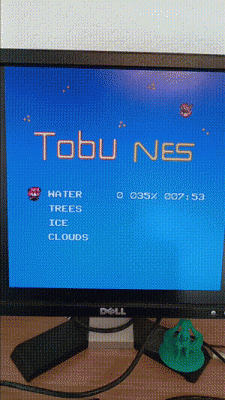 Tobu NES
WATER 0 035% 007:53
TREES
ICE
CLOUDS
DELL